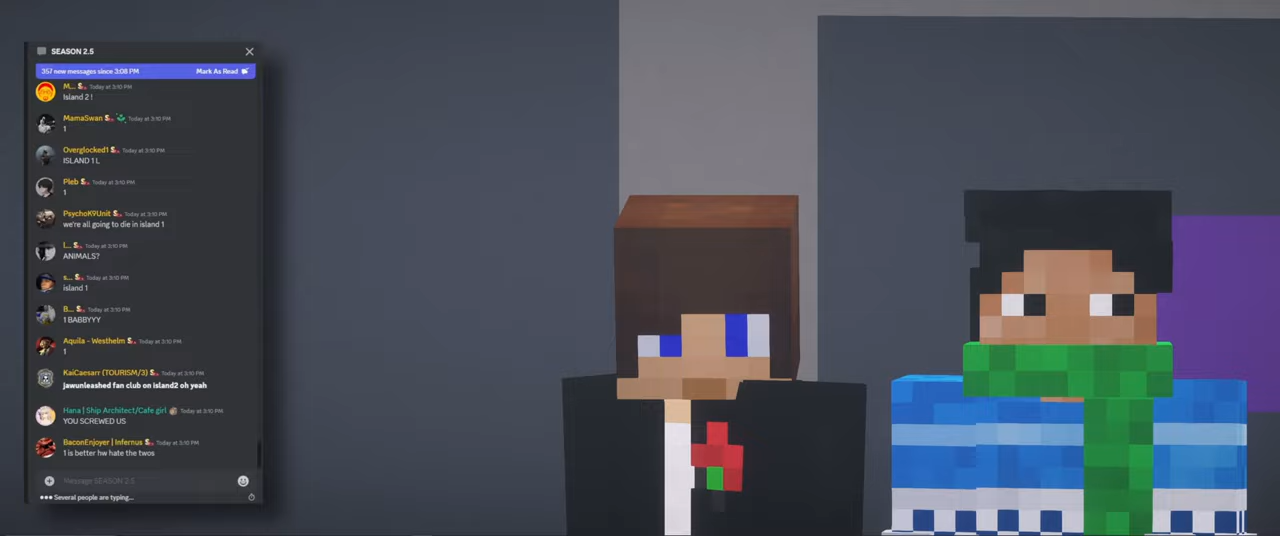 SEASON 2.5
357 new messages since 3:08 PM Mark As Read
M... Today at 3:10 PM
Island 2 !
MamaSwan Today at 3:10 PM
1
Overglocked1 Today at 3:10 PM
ISLAND 1 L
Pleb Today at 3:10 PM
1
PsychoK9Unit Today at 3:10 PM
we're all going to die in island 1
Today at 3:10 PM
ANIMALS?
s... Today at 3:10 PM
island 1
B... Today at 3:10 PM
1 BABBYYY
Aquila - Westhelm Today at 3:10 PM
1
KaiCaesarr (TOURISM/3) Today at 3:10 PM
jawunleashed fan club on island2 oh yeah
Hana | Ship Architect/Cafe girl Today at 3:10 PM
YOU SCREWED US
BaconEnjoyer | Infernus Today at 3:10 PM
1 is better hw hate the twos
Message SEASON 2.5
Several people are typing...